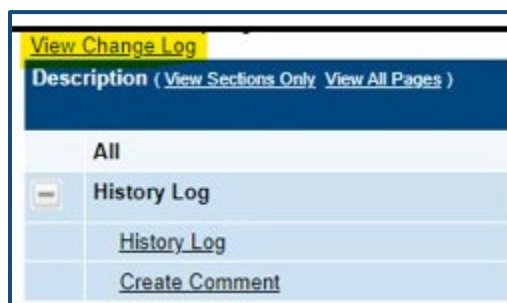 View Change Log
Description ( View Sections Only View All Pages )
All
History Log
History Log
Create Comment